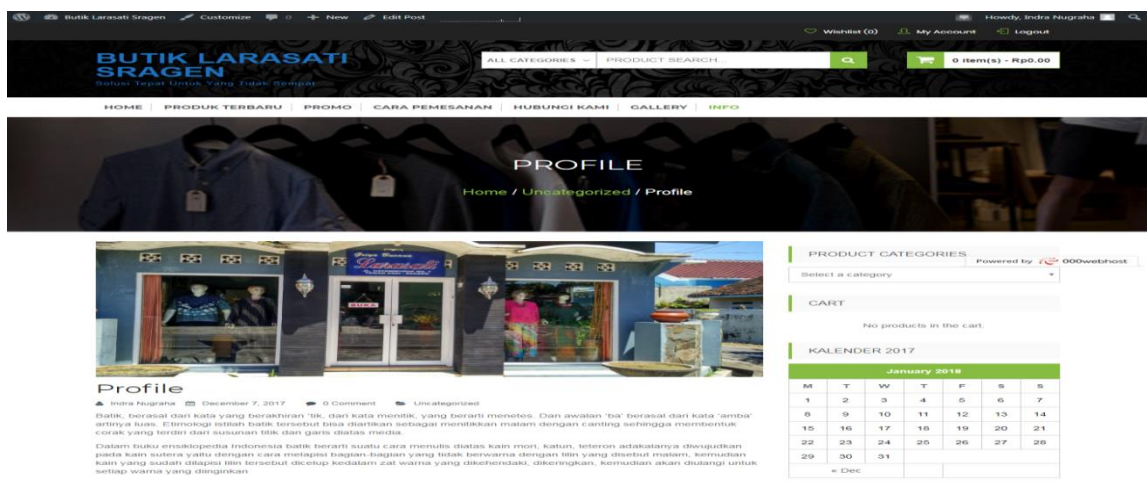 Butik Larasati Sragen Customize 0 New Edit Post Howdy, Indra Nugraha
Wishlist (0) My Account Logout
BUTIK LARASATI
SRAGEN
Solusi Tepat Untuk Yang Tidak Sempat
ALL CATEGORIES PRODUCT SEARCH...
0 item(s) - Rp0.00
HOME PRODUK TERBARU PROMO CARA PEMESANAN HUBUNGI KAMI GALLERY INFO
PROFILE
Home / Uncategorized / Profile
Griya Busana
Larasati
BUKA
Profile
Indra Nugraha December 7, 2017 0 Comment Uncategorized
Batik, berasal dari kata yang berakhiran 'tik, dari kata menitik, yang berarti menetes. Dan awalan 'ba' berasal dari kata 'amba'
artinya luas. Etimologi istilah batik tersebut bisa diartikan sebagai menitikkan malam dengan canting sehingga membentuk
corak yang terdiri dari susunan titik dan garis diatas media.
Datam buku ensiklopedia Indonesia batik berarti suatu cara menulis diatas kain mori, katun, teteron adakalanya diwujudkan
pada kain sutera yaitu dengan cara metapisi bagian-bagian yang tidak berwarna dengan lilin yang disebut malam, kemudian
kain yang sudah dilapisi lilin tersebut dicelup kedalam zat warna yang dikehendaki, dikeringkan, kemudian akan diulangi untuk
setiap warna yang diinginkan
PRODUCT CATEGORIES
Powered by 000webhost
Select a category
CART
No products in the cart.
KALENDER 2017
January 2018
M T W T F S S
1 2 3 4 5 6 7
8 9 10 11 12 13 14
15 16 17 18 19 20 21
22 23 24 25 26 27 28
29 30 31
« Dec